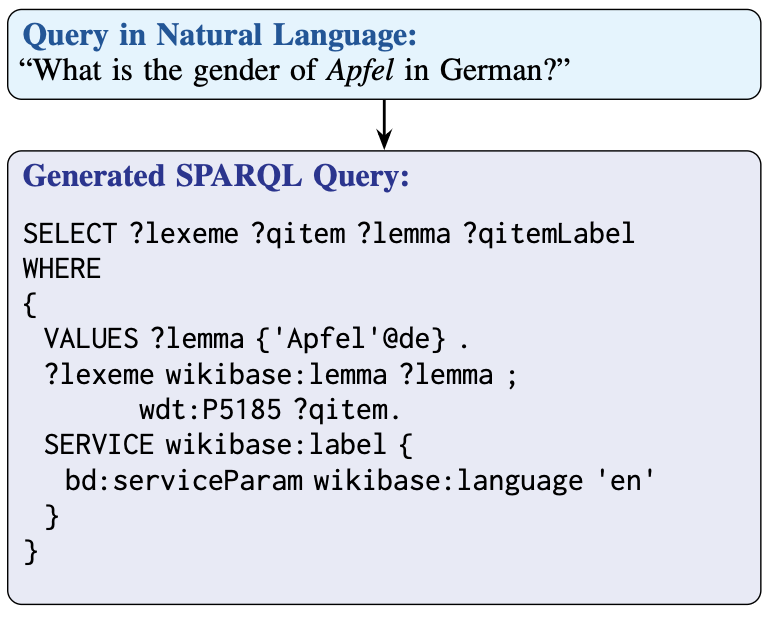 Query in Natural Language:
“What is the gender of Apfel in German?”
Generated SPARQL Query:
SELECT ?lexeme ?qitem ?lemma ?qitemLabel
WHERE
{
VALUES ?lemma {'Apfel'@de} .
?lexeme wikibase:lemma ?lemma ;
wdt:P5185 ?qitem.
SERVICE wikibase:label {
bd:serviceParam wikibase:language 'en'
}
}